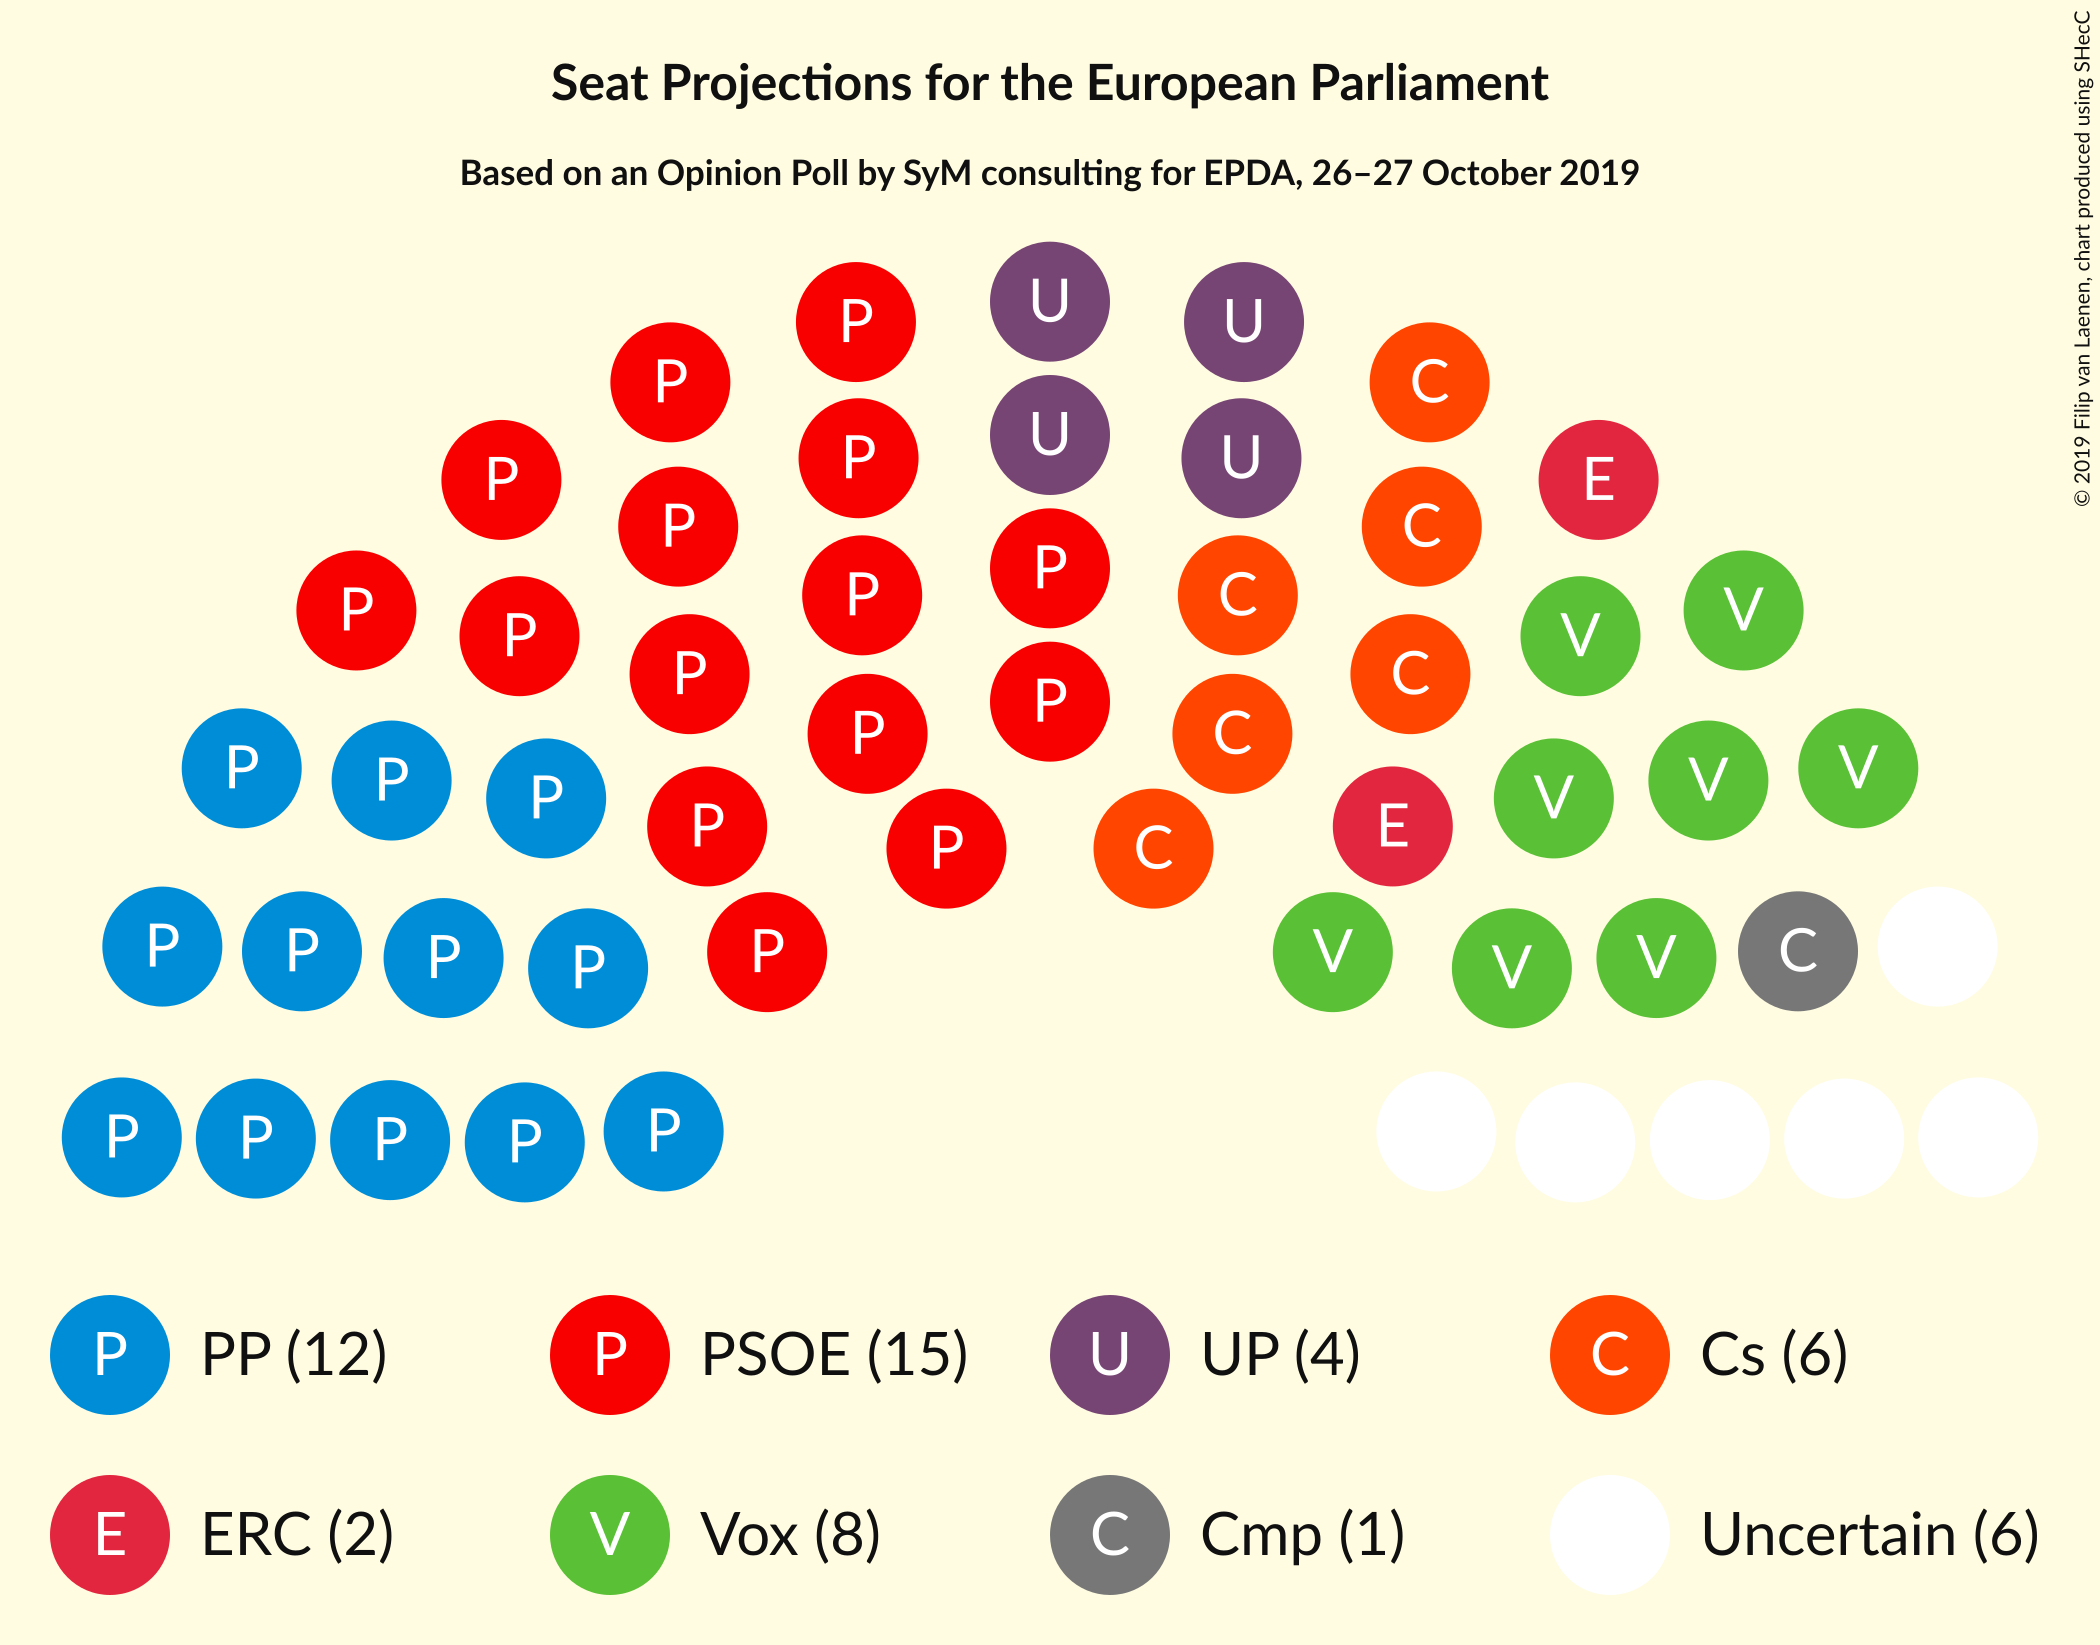 Seat Projections for the European Parliament
Based on an Opinion Poll by SyM consulting for EPDA, 26–27 October 2019
© 2019 Filip van Laenen, chart produced using SHecC
U
P U
P C
U
P U
P E
P C
P
P C
P
P V
P V
P C
P
P C
P P P V V V
P E
P C
P P P P P V V V C
P P P P P
P PP (12) P PSOE (15) U UP (4) C Cs (6)
E ERC (2) V Vox (8) C Cmp (1) Uncertain (6)